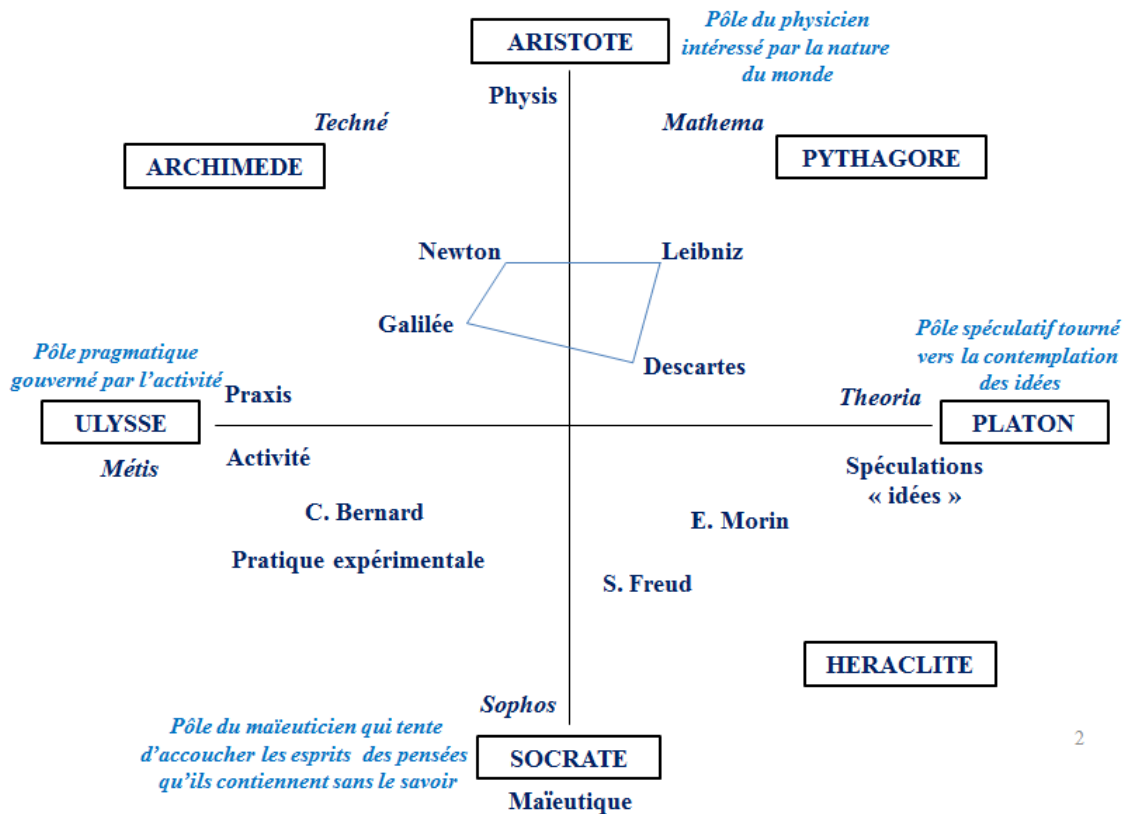 ARISTOTE
Pôle du physicien
intéressé par la nature
du monde
Physis
Techné
Mathema
ARCHIMEDE
PYTHAGORE
Newton
Leibniz
Galilée
Descartes
Pôle pragmatique
gouverné par l'activité
Pôle spéculatif tourné
vers la contemplation
des idées
Praxis
Theoria
ULYSSE
PLATON
Métis
Activité
Spéculations
« idées »
C. Bernard
E. Morin
Pratique expérimentale
S. Freud
HERACLITE
Sophos
Pôle du maïeuticien qui tente
d'accoucher les esprits des pensées
qu'ils contiennent sans le savoir
SOCRATE
Maïeutique
2